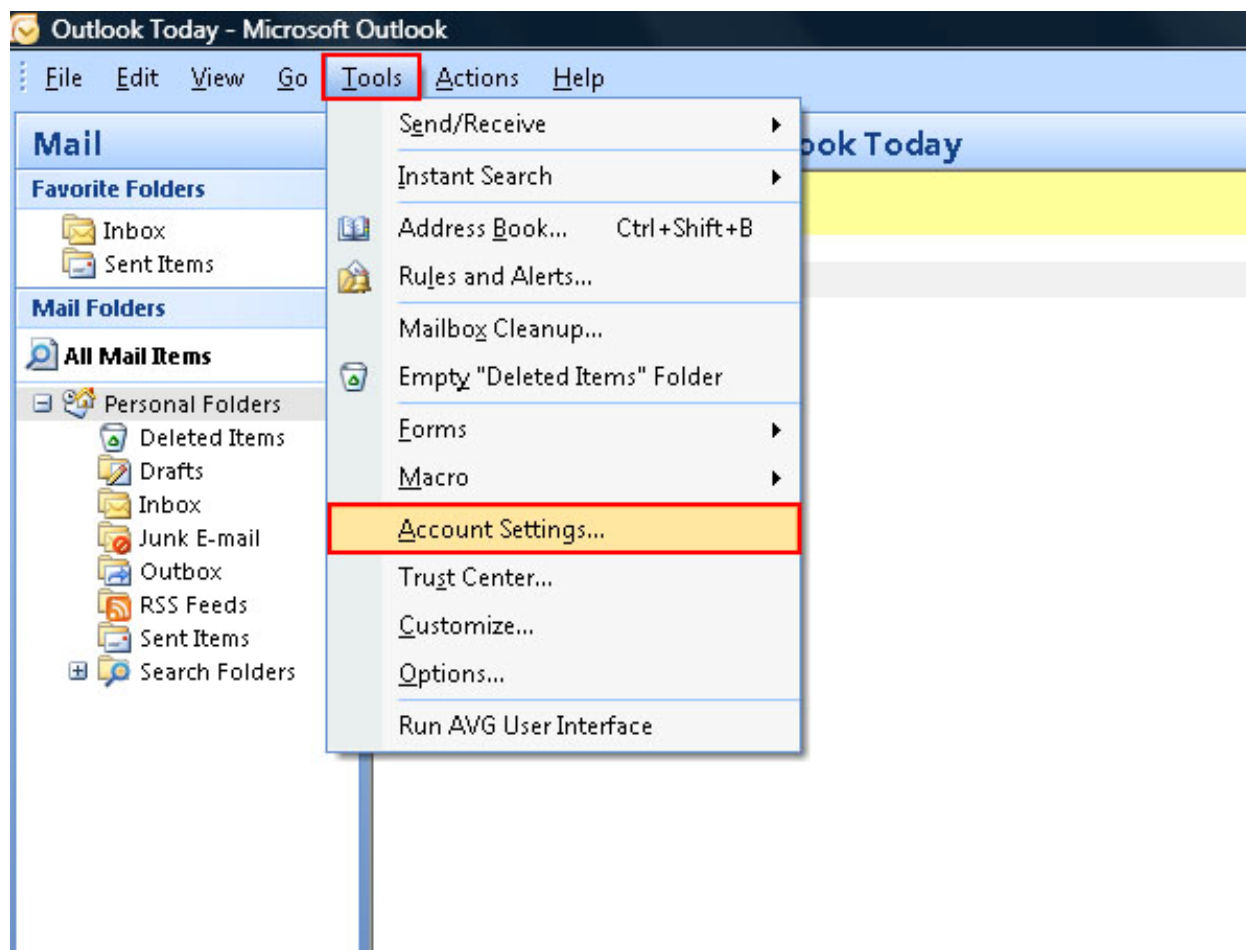 Outlook Today - Microsoft Outlook
File Edit View Go Tools Actions Help
Mail
Favorite Folders
Inbox
Sent Items
Mail Folders
All Mail Items
Personal Folders
Deleted Items
Drafts
Inbox
Junk E-mail
Outbox
RSS Feeds
Sent Items
Search Folders
Send/Receive
Instant Search
Address Book... Ctrl+Shift+B
Rules and Alerts...
Mailbox Cleanup...
Empty "Deleted Items" Folder
Forms
Macro
Account Settings...
Trust Center...
Customize...
Options...
Run AVG User Interface
ook Today